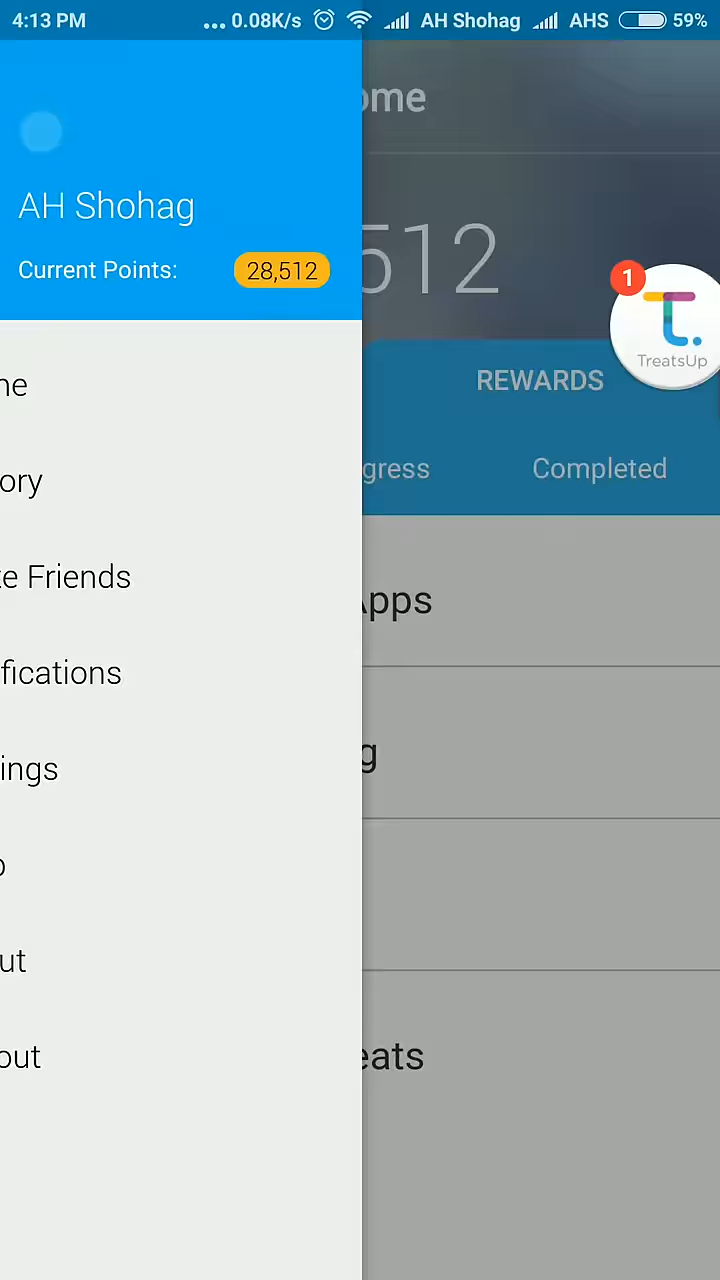 4:13 PM ... 0.08K/s AH Shohag AHS 59%
ome
AH Shohag
Current Points: 28,512
512
1
TreatsUp
REWARDS
ne
gress
Completed
ory
te Friends
Apps
fications
ings
g
o
ut
out
eats